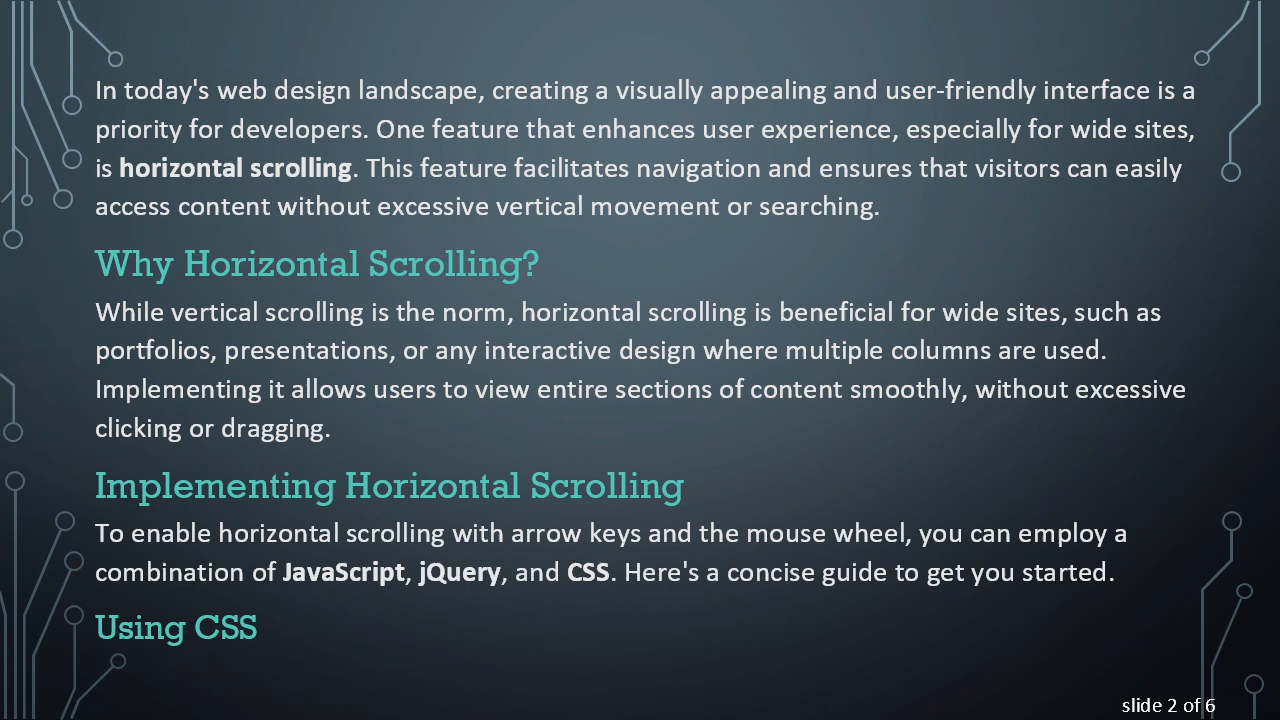 In today's web design landscape, creating a visually appealing and user-friendly interface is a
priority for developers. One feature that enhances user experience, especially for wide sites,
is horizontal scrolling. This feature facilitates navigation and ensures that visitors can easily
access content without excessive vertical movement or searching.
Why Horizontal Scrolling?
While vertical scrolling is the norm, horizontal scrolling is beneficial for wide sites, such as
portfolios, presentations, or any interactive design where multiple columns are used.
Implementing it allows users to view entire sections of content smoothly, without excessive
clicking or dragging.
Implementing Horizontal Scrolling
To enable horizontal scrolling with arrow keys and the mouse wheel, you can employ a
combination of JavaScript, jQuery, and CSS. Here's a concise guide to get you started.
Using CSS
slide 2 of 6